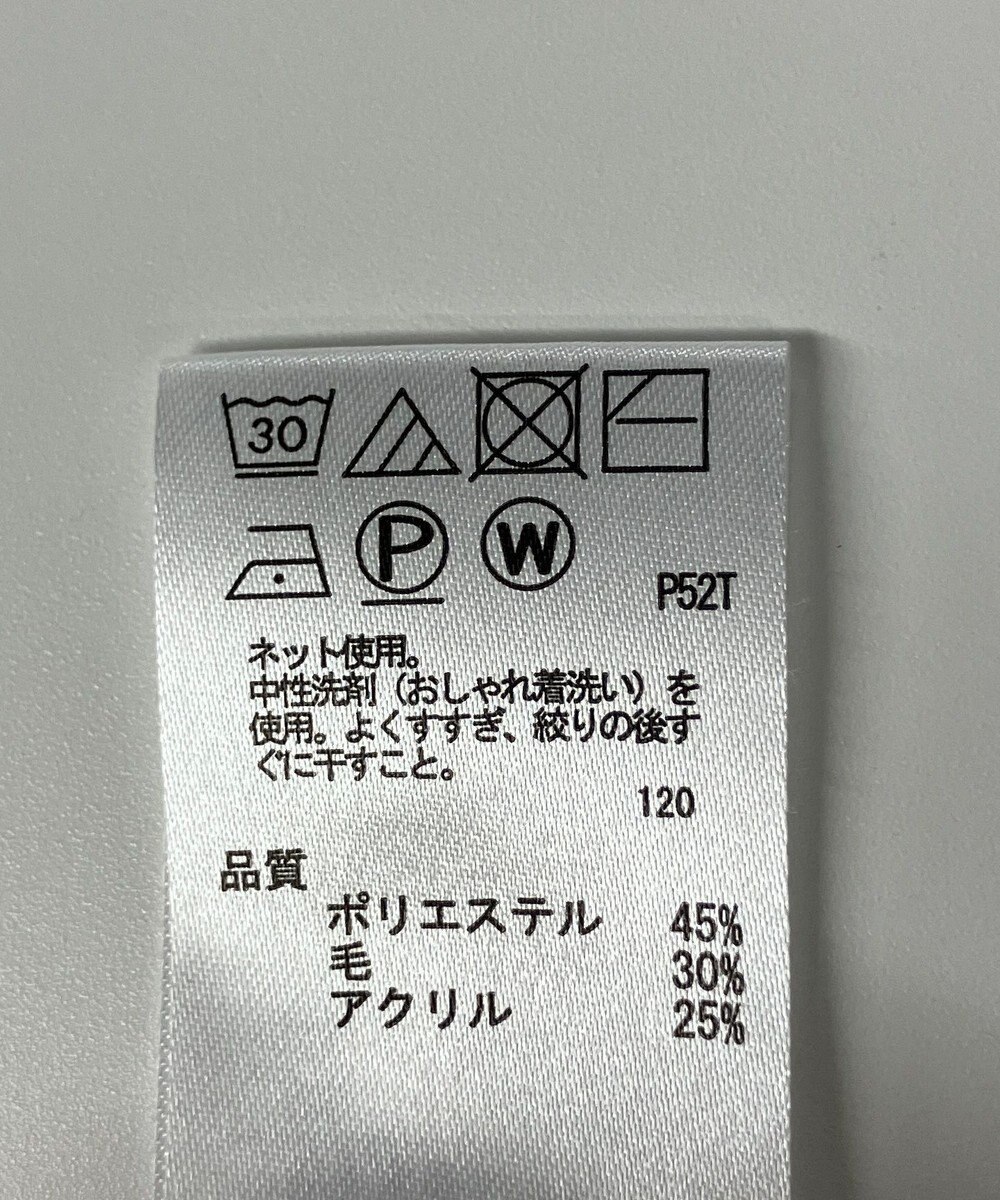 30
P W
P52T
ネット使用。
中性洗剤（おしゃれ着洗い）を
使用。よくすすぎ、絞りの後す
ぐに干すこと。
120
品質
ポリエステル 45%
毛 30%
アクリル 25%